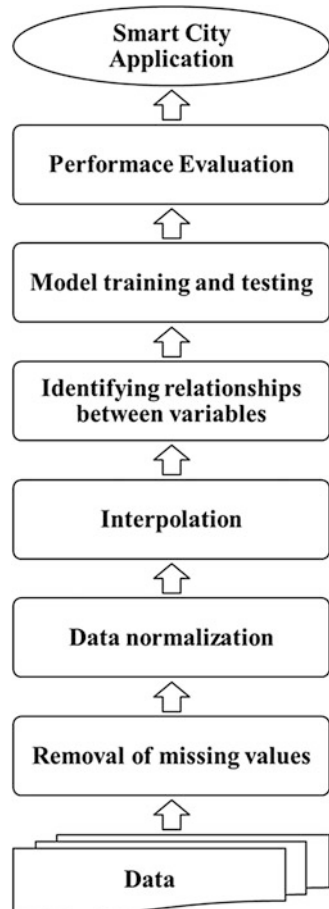 Smart City
Application
Performace Evaluation
Model training and testing
Identifying relationships
between variables
Interpolation
Data normalization
Removal of missing values
Data